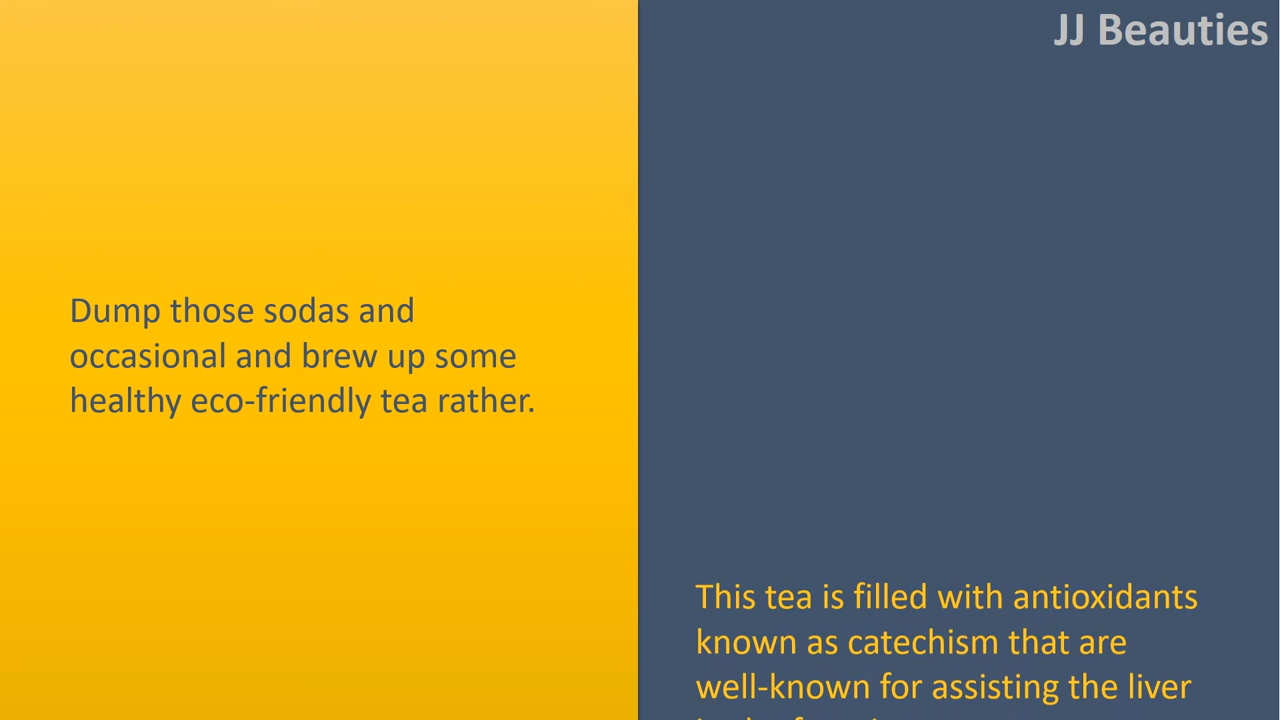 JJ Beauties
Dump those sodas and
occasional and brew up some
healthy eco-friendly tea rather.
This tea is filled with antioxidants
known as catechism that are
well-known for assisting the liver